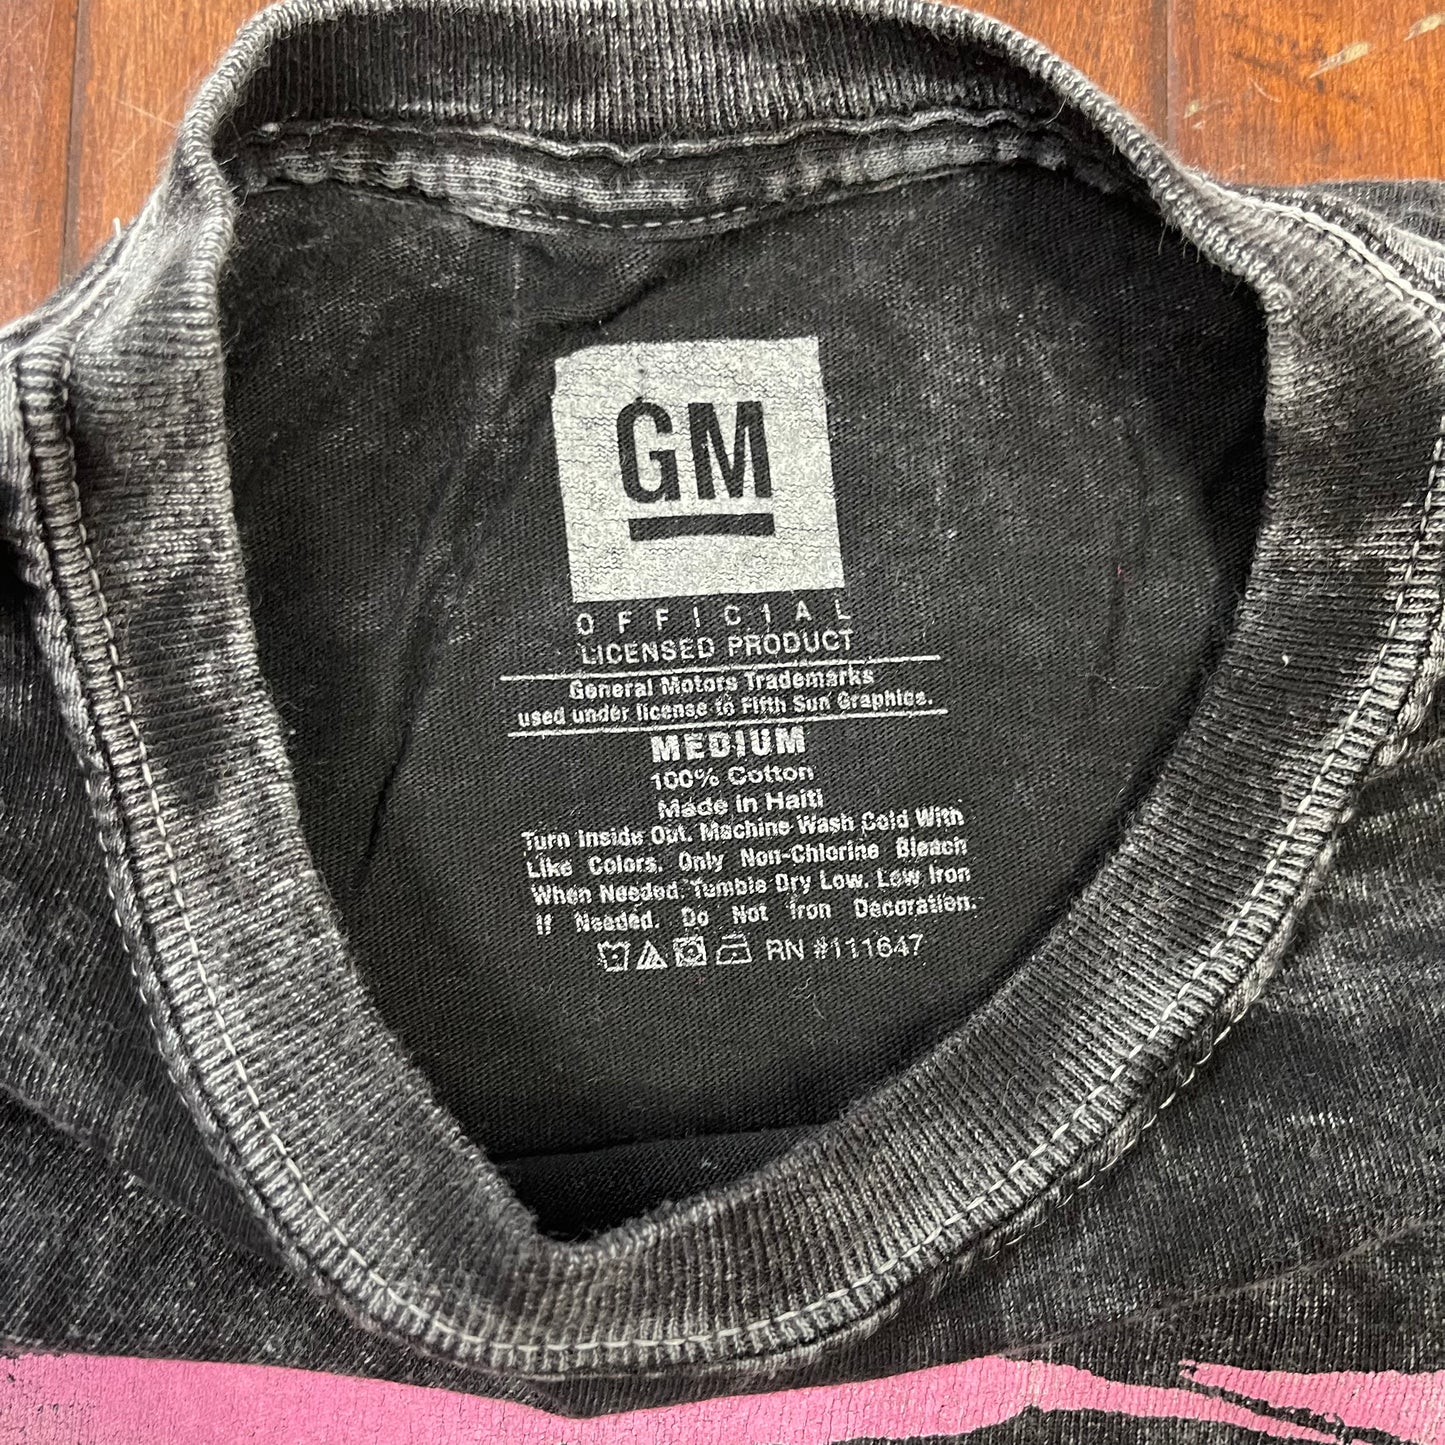 GM
OFFICIAL
LICENSED PRODUCT
General Motors Trademarks
used under license to Fifth Sun Graphics.
MEDIUM
100% Cotton
Made in Haiti
Turn Inside Out. Machine Wash Cold With
Like Colors. Only Non-Chlorine Bleach
When Needed. Tumble Dry Low. Low Iron
If Needed. Do Not Iron Decoration.
RN #111647